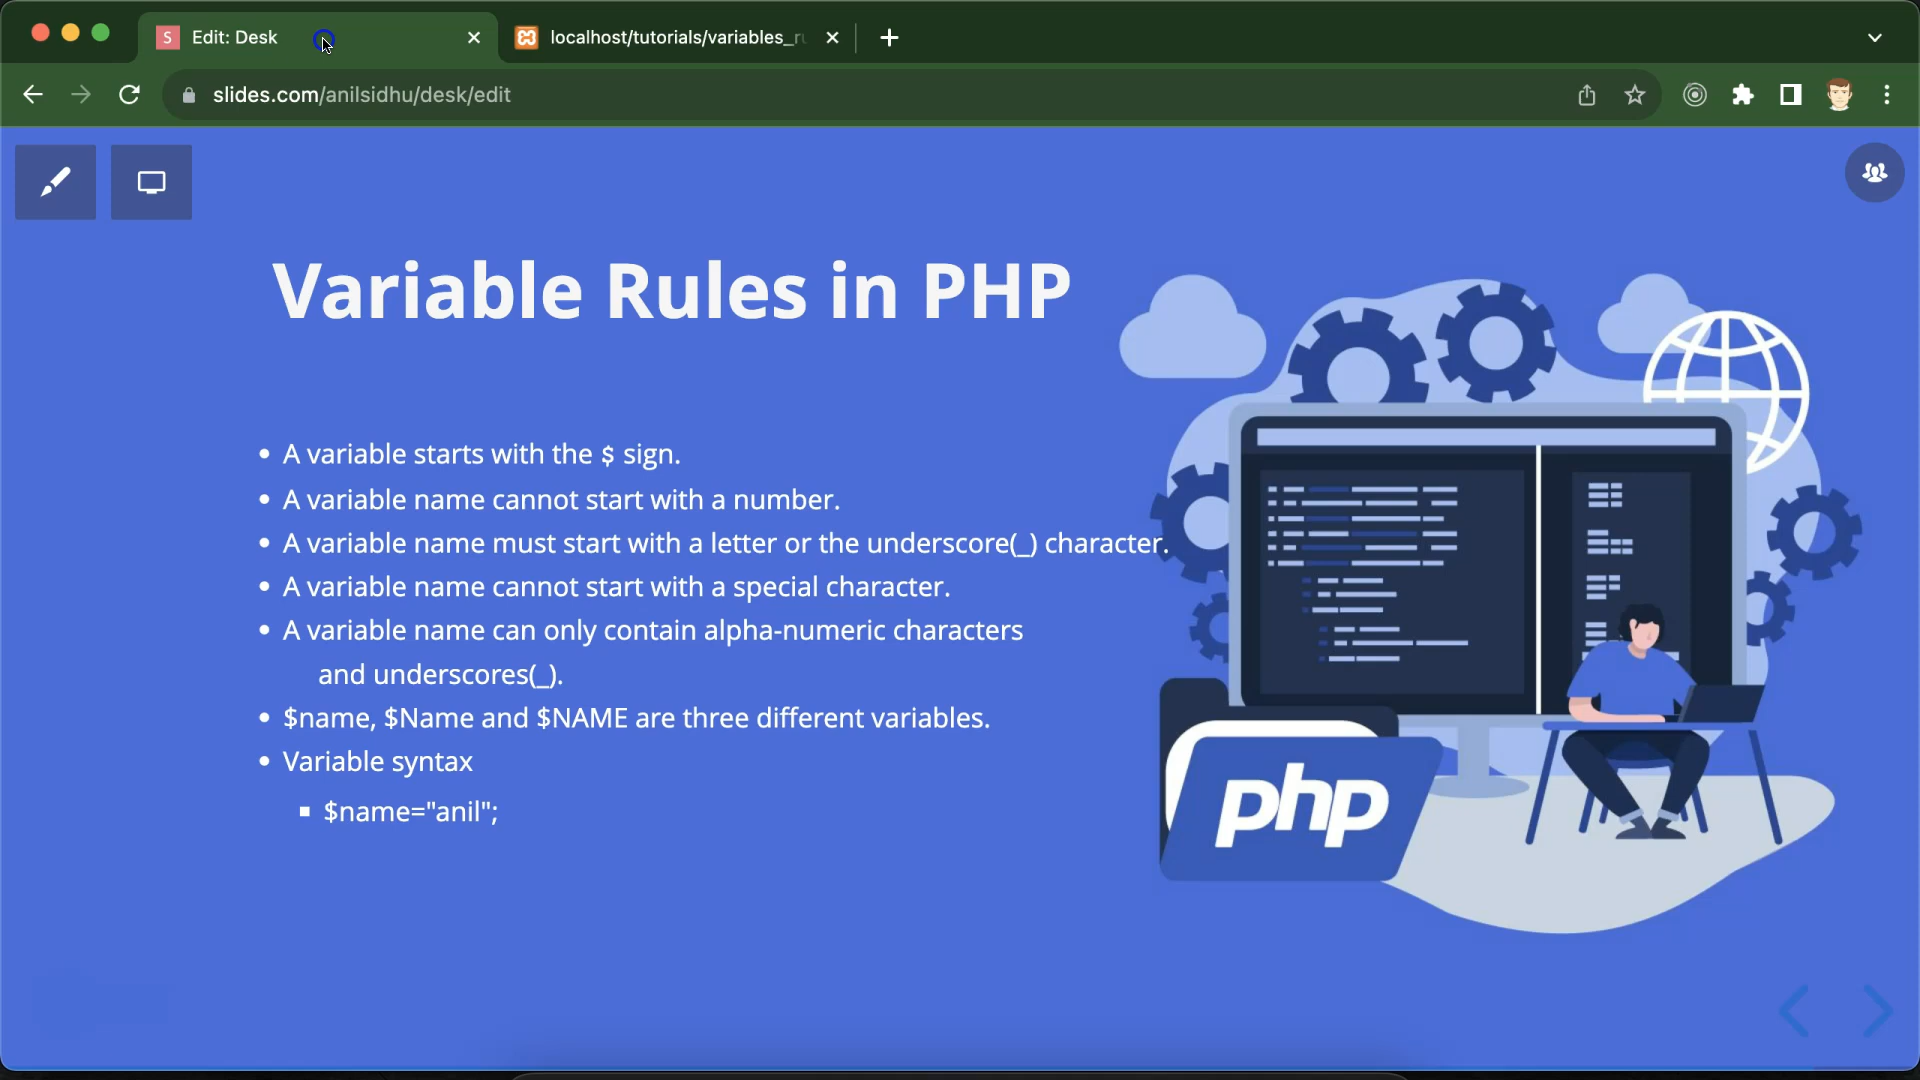 S Edit: Desk
localhost/tutorials/variables_ru
slides.com/anilsidhu/desk/edit
Variable Rules in PHP
A variable starts with the $ sign.
A variable name cannot start with a number.
A variable name must start with a letter or the underscore(_) character.
A variable name cannot start with a special character.
A variable name can only contain alpha-numeric characters
and underscores(_).
$name, $Name and $NAME are three different variables.
Variable syntax
$name="anil";
php